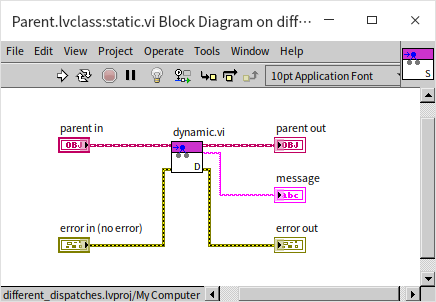 Parent.lvclass:static.vi Block Diagram on diff…
File Edit View Project Operate Tools Window Help
10pt Application Font
S
parent in
dynamic.vi
parent out
OBJ
D
OBJ
message
abc
error in (no error)
error out
different_dispatches.lvproj/My Computer